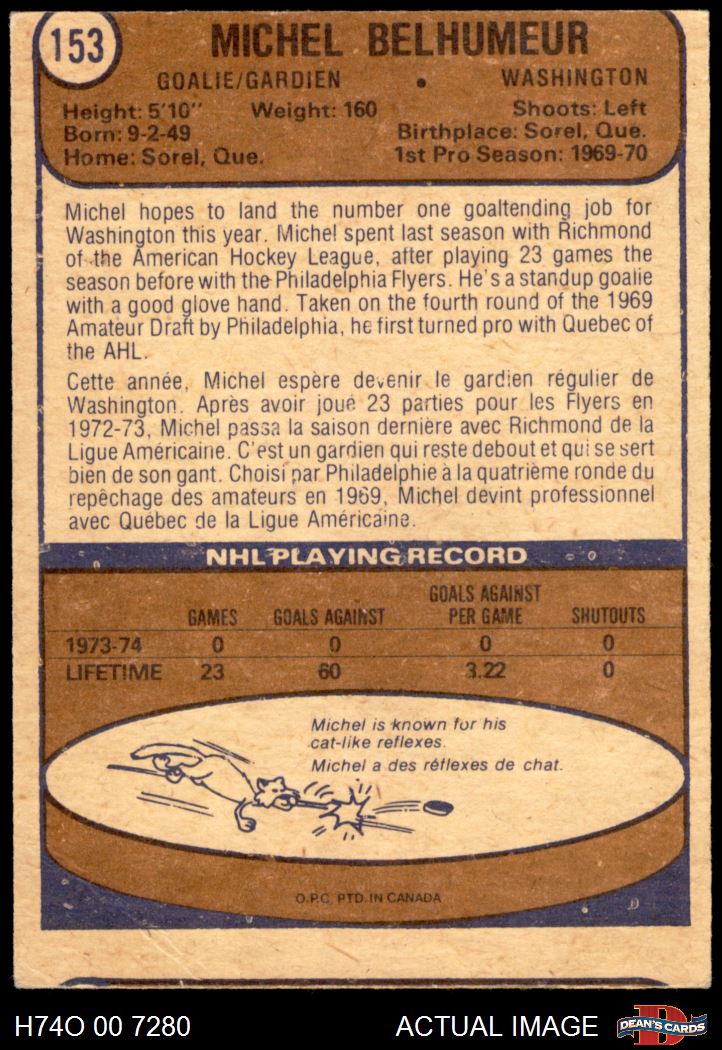 153
MICHEL BELHUMEUR
GOALIE/GARDIEN • WASHINGTON
Height: 5'10" Weight: 160 Shoots: Left
Born: 9-2-49 Birthplace: Sorel, Que.
Home: Sorel, Que. 1st Pro Season: 1969-70
Michel hopes to land the number one goaltending job for
Washington this year. Michel spent last season with Richmond
of the American Hockey League, after playing 23 games the
season before with the Philadelphia Flyers. He's a standup goalie
with a good glove hand. Taken on the fourth round of the 1969
Amateur Draft by Philadelphia, he first turned pro with Quebec of
the AHL.
Cette année, Michel espère devenir le gardien régulier de
Washington. Après avoir joué 23 parties pour les Flyers en
1972-73, Michel passa la saison dernière avec Richmond de la
Ligue Américaine. C'est un gardien qui reste debout et qui se sert
bien de son gant. Choisi par Philadelphie à la quatrième ronde du
repêchage des amateurs en 1969, Michel devint professionnel
avec Québec de la Ligue Américaine.
NHL PLAYING RECORD
GAMES GOALS AGAINST GOALS AGAINST PER GAME SHUTOUTS
1973-74 0 0 0 0
LIFETIME 23 60 3.22 0
Michel is known for his
cat-like reflexes.
Michel a des réflexes de chat.
O.P.C. PTD. IN CANADA
H74O 00 7280 ACTUAL IMAGE DEAN'S CARDS